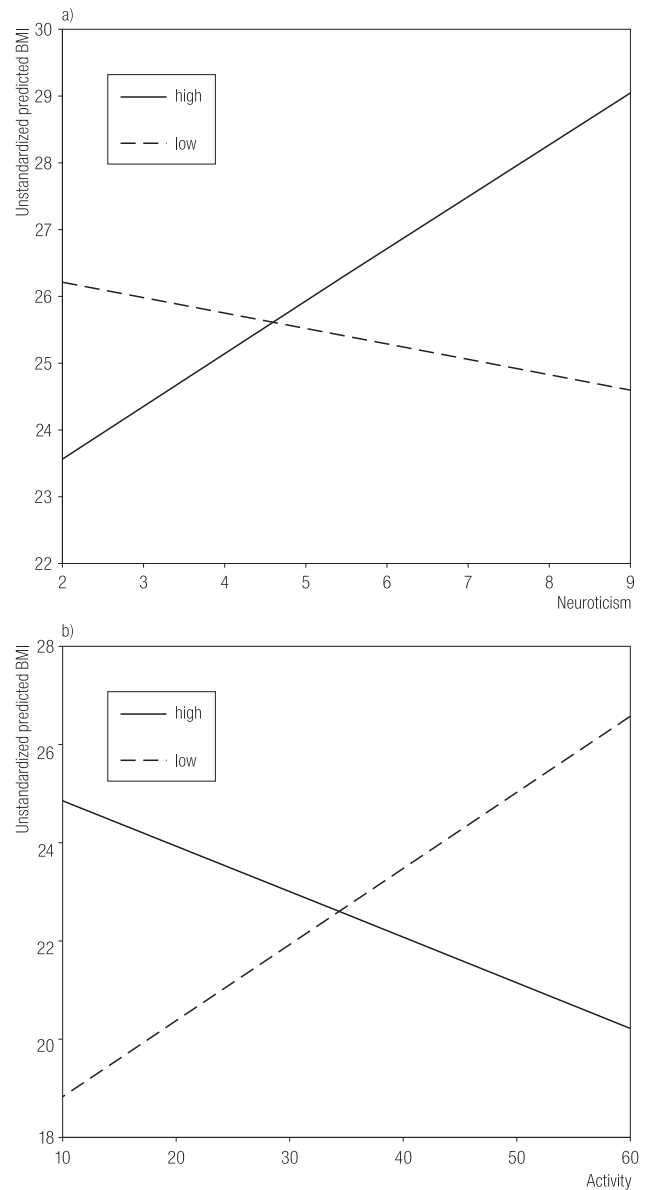 a)
Unstandardized predicted BMI
30
29
28
27
26
25
24
23
22
high
low
2 3 4 5 6 7 8 9
Neuroticism
b)
Unstandardized predicted BMI
28
26
24
22
20
18
high
low
10 20 30 40 50 60
Activity